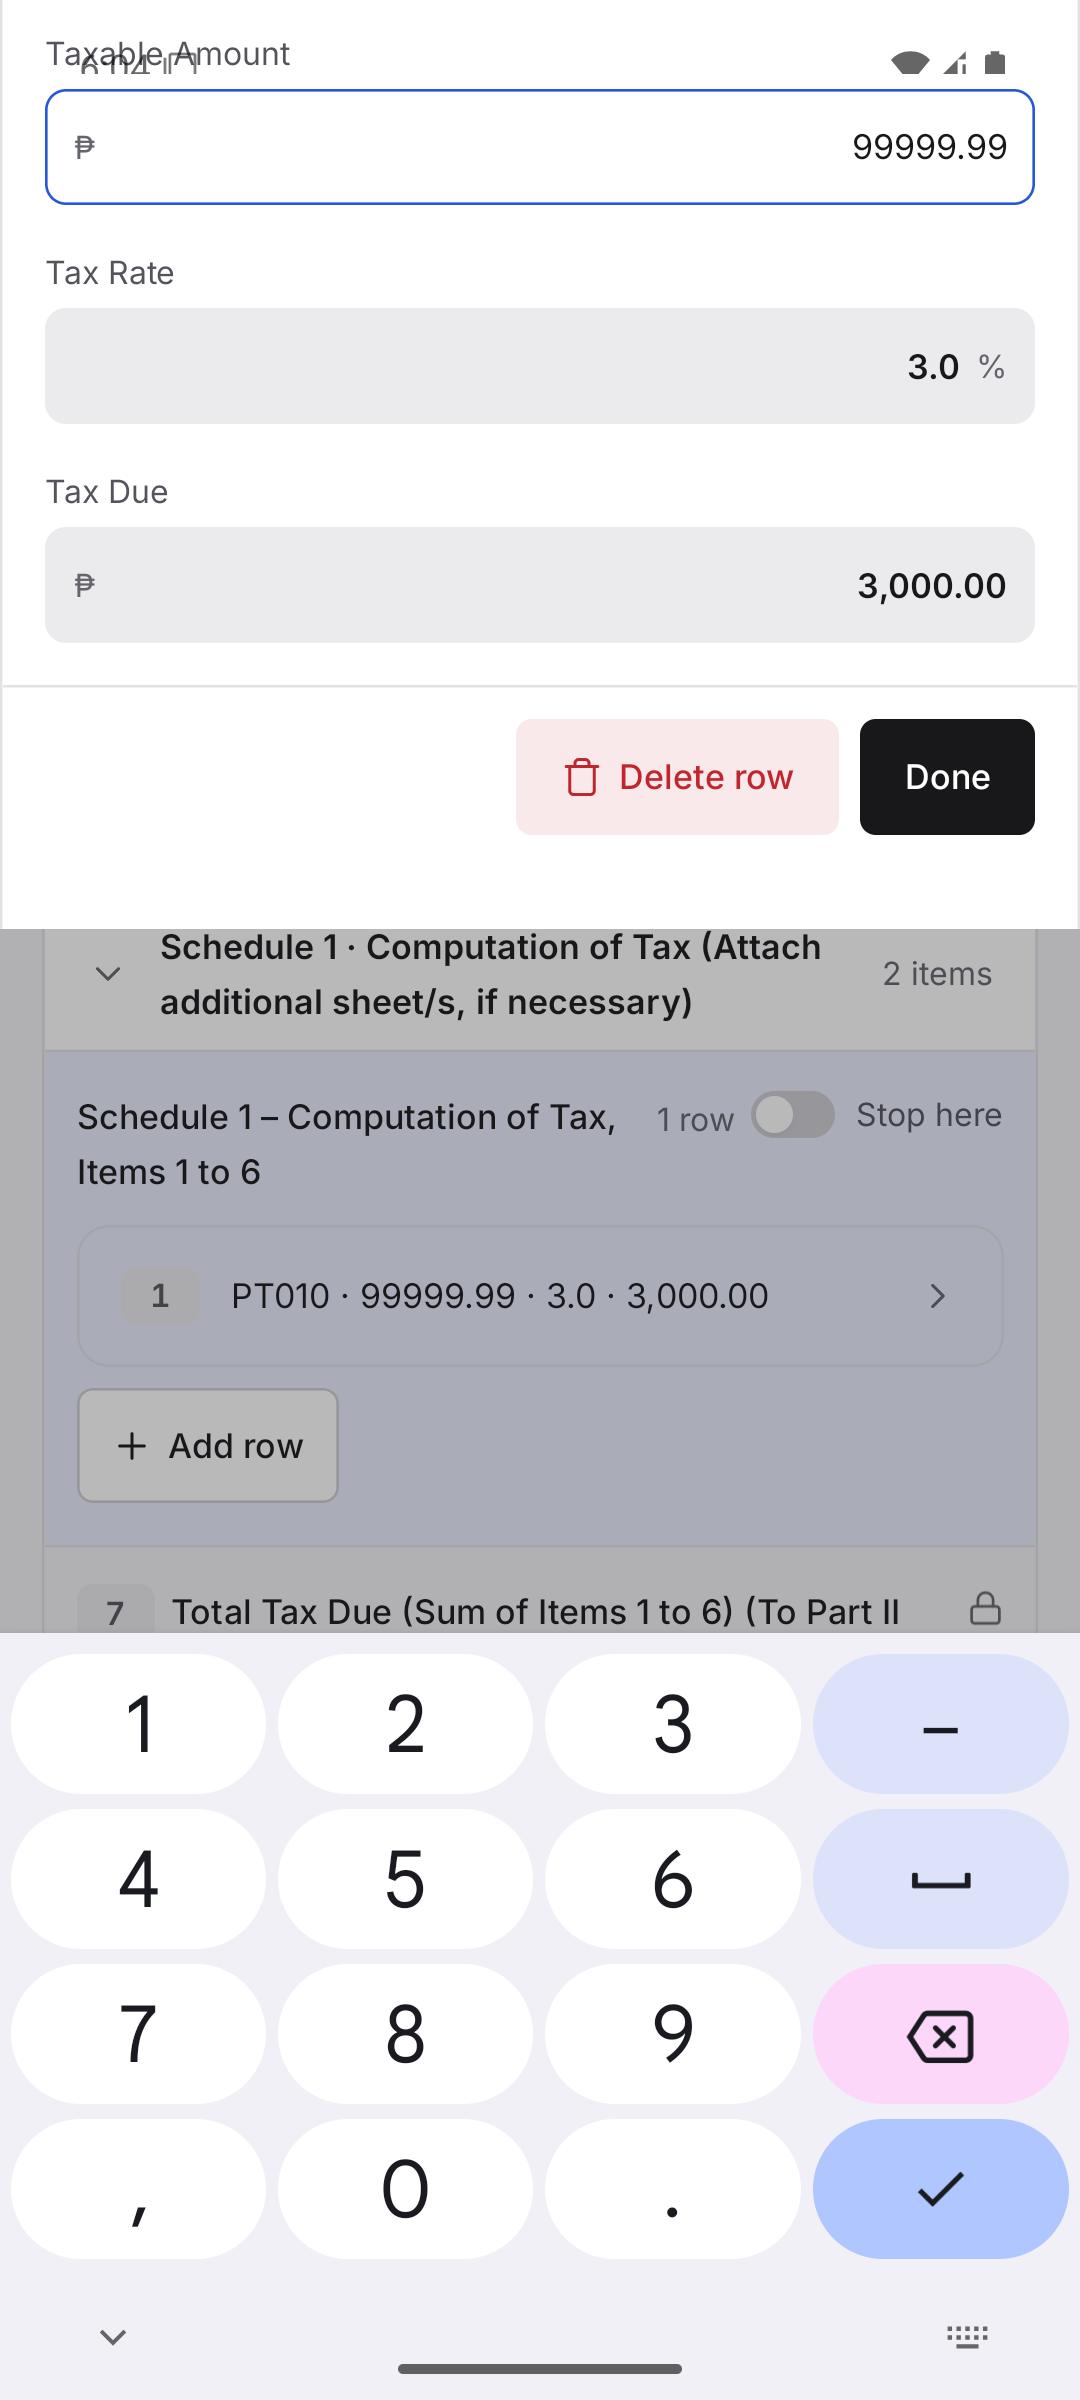 Taxable Amount
6:04
₱ 99999.99
Tax Rate
3.0 %
Tax Due
₱ 3,000.00
Delete row
Done
Schedule 1 · Computation of Tax (Attach
additional sheet/s, if necessary)
2 items
Schedule 1 – Computation of Tax,
Items 1 to 6
1 row
Stop here
1 PT010 · 99999.99 · 3.0 · 3,000.00
+ Add row
7 Total Tax Due (Sum of Items 1 to 6) (To Part II
1 2 3 –
4 5 6
7 8 9
, 0 .